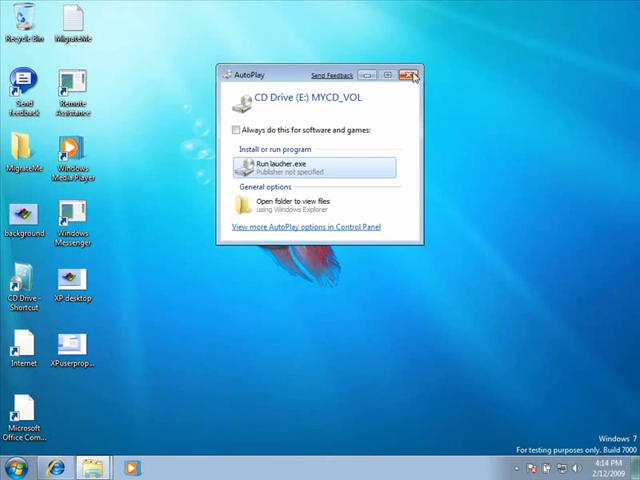 Recycle Bin
MigrateMe
Send feedback
Remote Assistance
MigrateMe
Windows Media Player
background
Windows Messenger
CD Drive - Shortcut
XP desktop
Internet
XPuserprop...
Microsoft Office Com...
AutoPlay
Send Feedback
CD Drive (E:) MYCD_VOL
Always do this for software and games:
Install or run program
Run laucher.exe
Publisher not specified
General options
Open folder to view files
using Windows Explorer
View more AutoPlay options in Control Panel
Windows 7
For testing purposes only. Build 7000
4:14 PM
2/12/2009